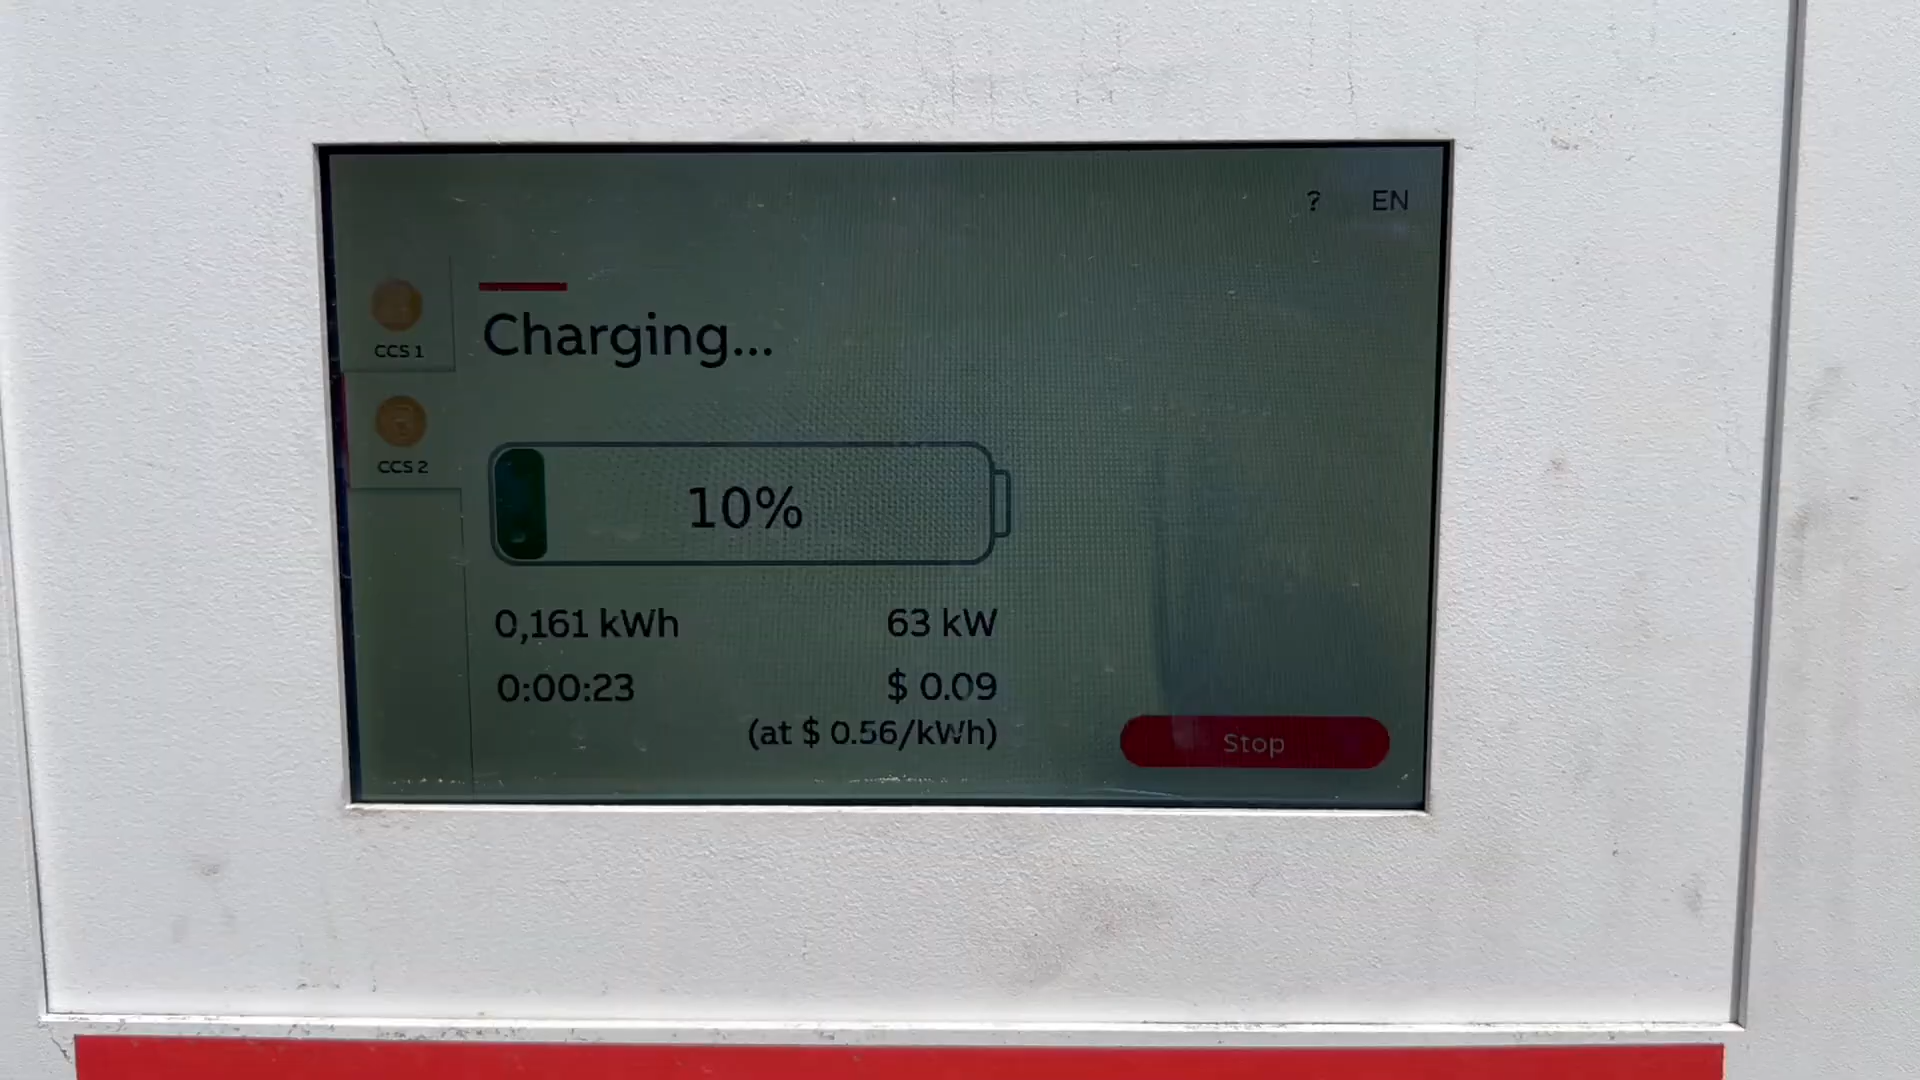 ? EN
CCS 1
Charging...
CCS 2
10%
0,161 kWh 63 kW
0:00:23 $ 0.09
(at $ 0.56/kWh)
Stop